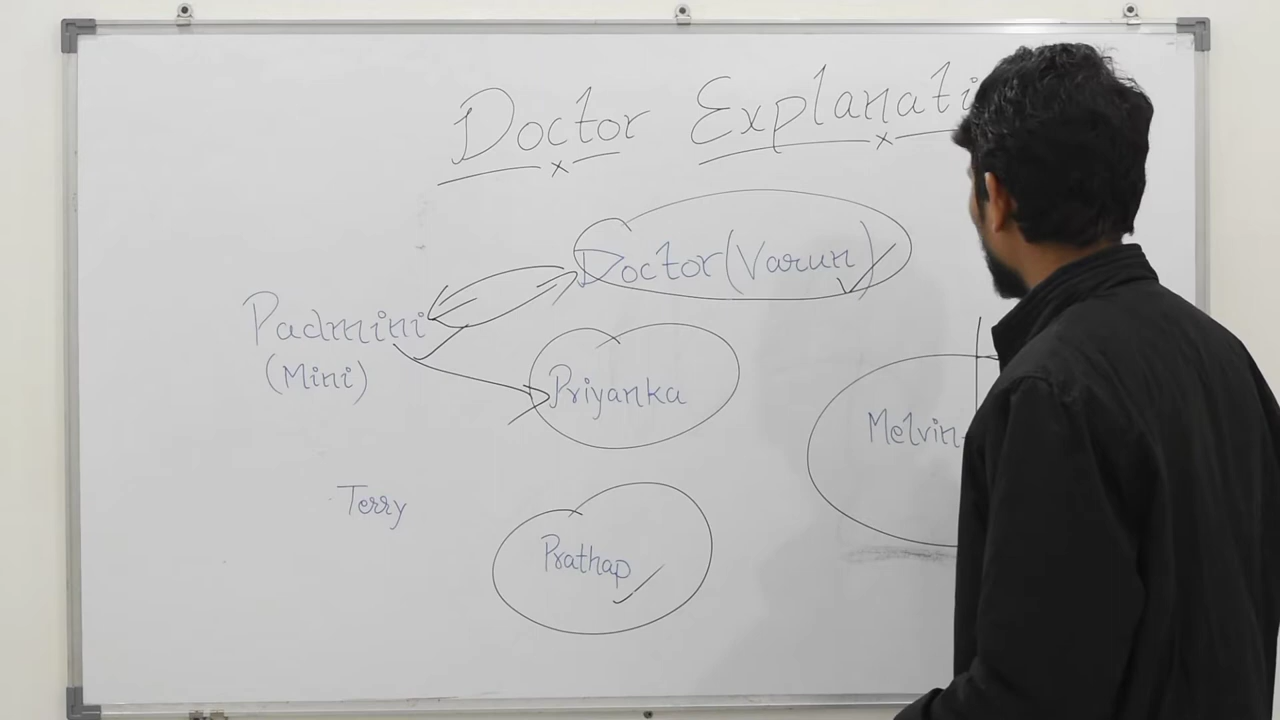 Doctor Explanati
Doctor (Varun)
Padmini
(Mini)
Priyanka
Melvin
Terry
Prathap